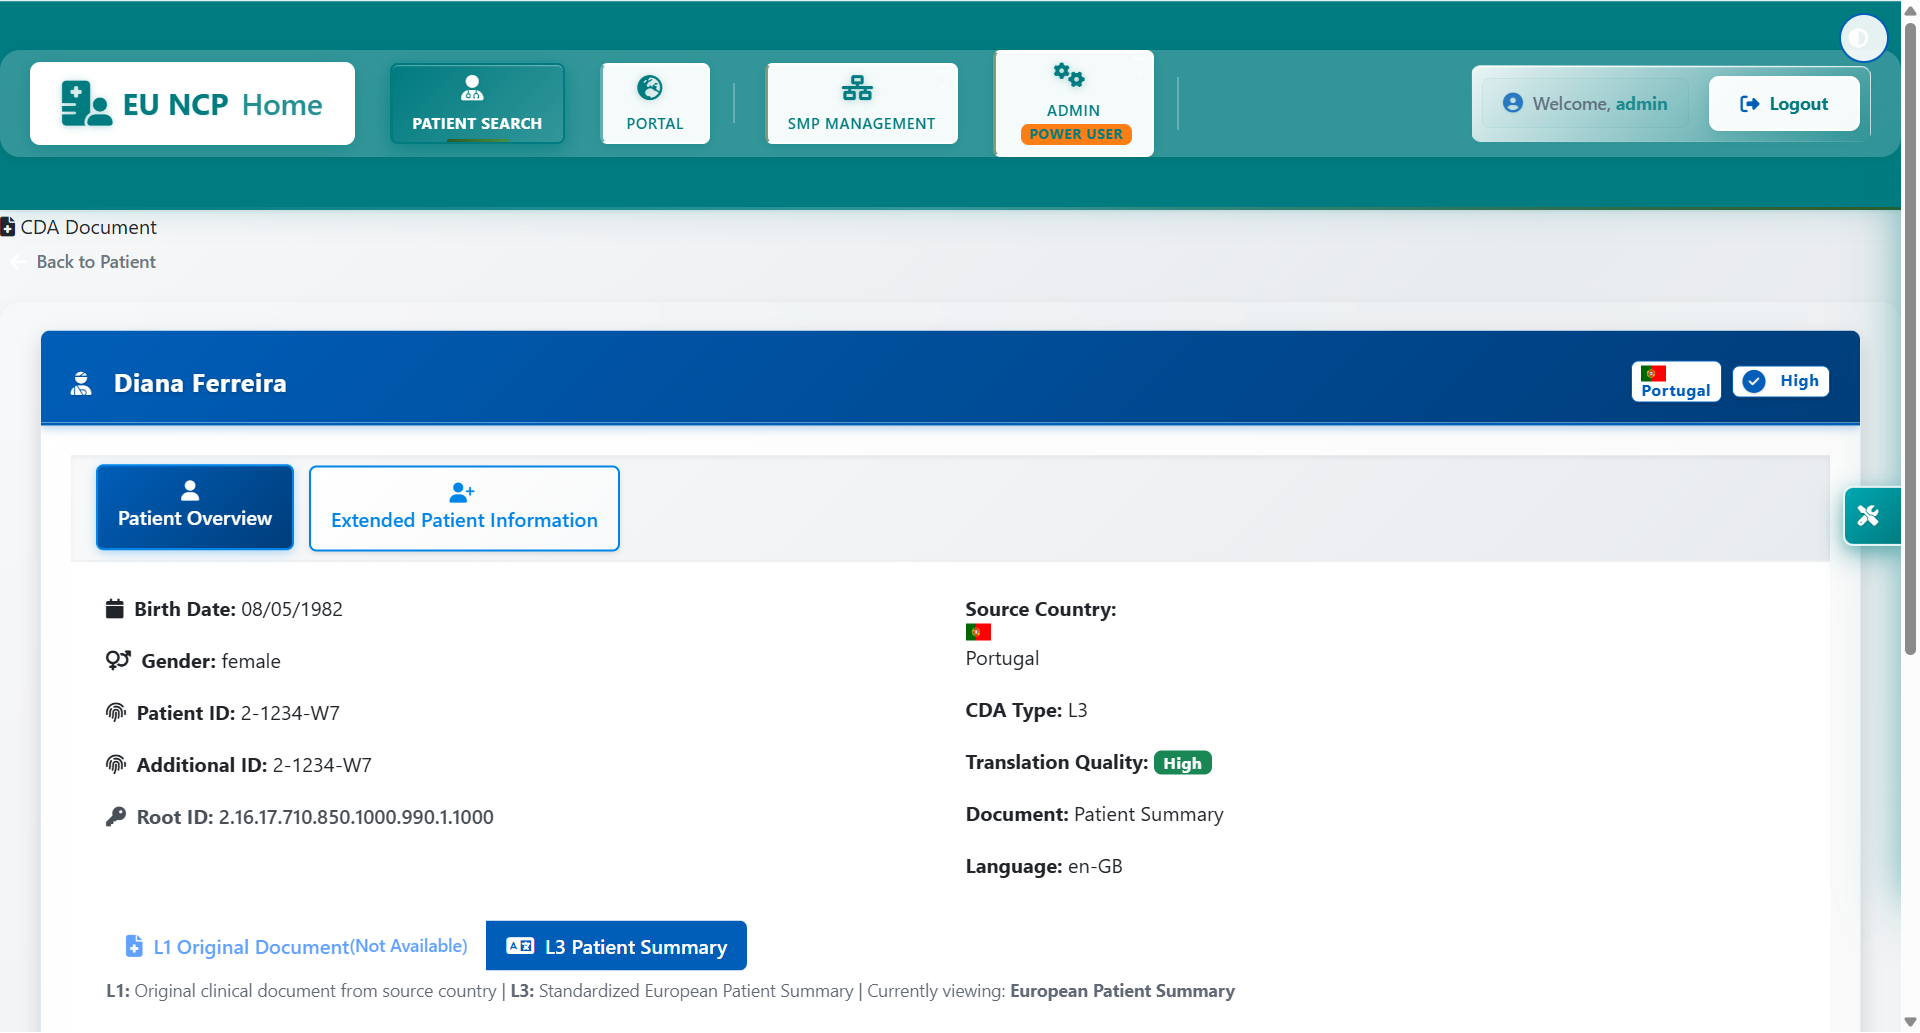 EU NCP Home
PATIENT SEARCH
PORTAL
SMP MANAGEMENT
ADMIN
POWER USER
Welcome, admin
Logout
CDA Document
Back to Patient
Diana Ferreira
Portugal
High
Patient Overview
Extended Patient Information
Birth Date: 08/05/1982
Gender: female
Patient ID: 2-1234-W7
Additional ID: 2-1234-W7
Root ID: 2.16.17.710.850.1000.990.1.1000
Source Country:
Portugal
CDA Type: L3
Translation Quality: High
Document: Patient Summary
Language: en-GB
L1 Original Document(Not Available)
L3 Patient Summary
L1: Original clinical document from source country | L3: Standardized European Patient Summary | Currently viewing: European Patient Summary